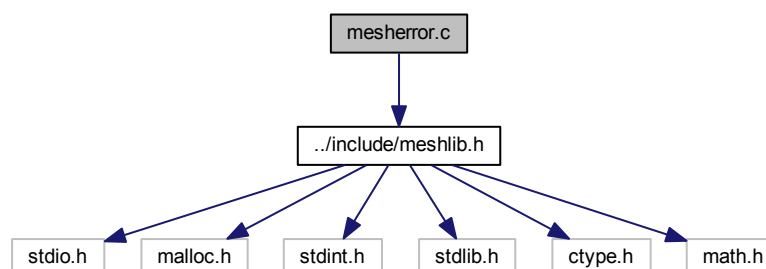 mesherror.c
../include/meshlib.h
stdio.h
malloc.h
stdint.h
stdlib.h
ctype.h
math.h